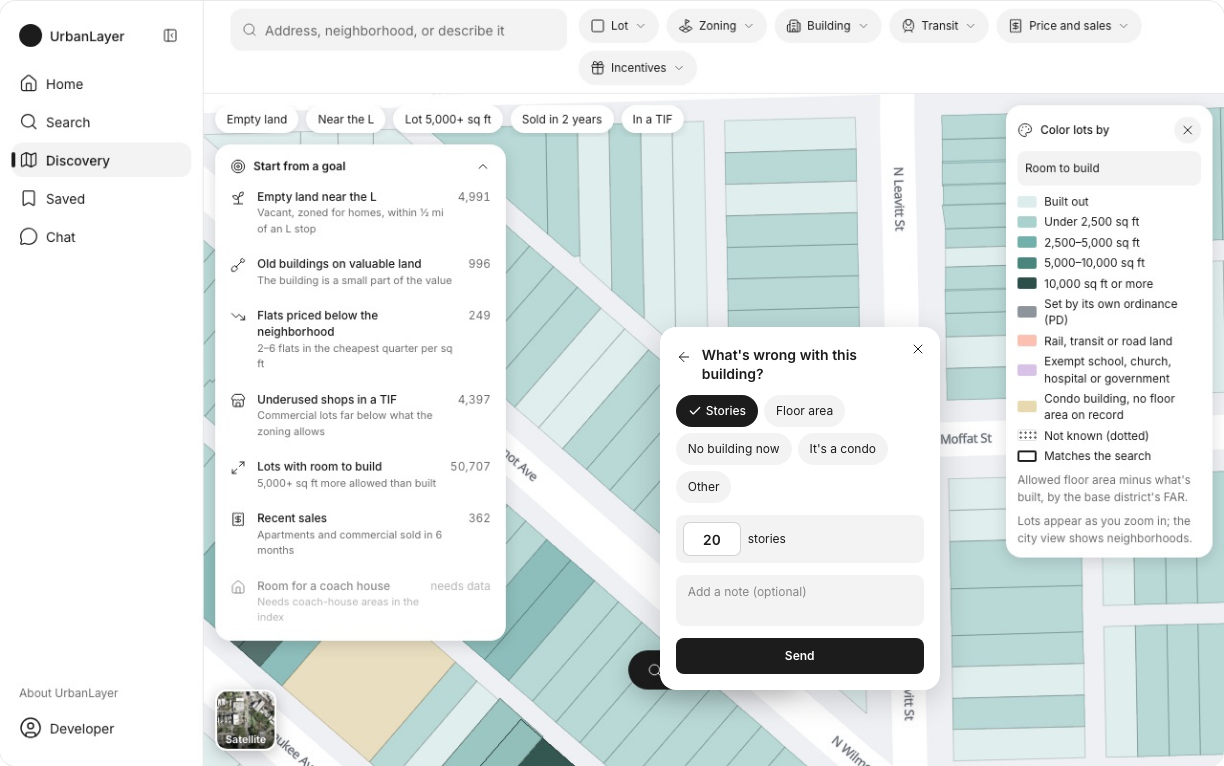 UrbanLayer
Home
Search
Discovery
Saved
Chat
About UrbanLayer
Developer
Address, neighborhood, or describe it
Lot
Zoning
Building
Transit
Price and sales
Incentives
Empty land
Near the L
Lot 5,000+ sq ft
Sold in 2 years
In a TIF
Start from a goal
Empty land near the L
4,991
Vacant, zoned for homes, within ½ mi
of an L stop
Old buildings on valuable land
996
The building is a small part of the value
Flats priced below the
neighborhood
249
2–6 flats in the cheapest quarter per sq
ft
Underused shops in a TIF
4,397
Commercial lots far below what the
zoning allows
Lots with room to build
50,707
5,000+ sq ft more allowed than built
Recent sales
362
Apartments and commercial sold in 6
months
Room for a coach house
needs data
Needs coach-house areas in the
index
Satellite
What's wrong with this
building?
Stories
Floor area
No building now
It's a condo
Other
20
stories
Add a note (optional)
Send
Color lots by
Room to build
Built out
Under 2,500 sq ft
2,500–5,000 sq ft
5,000–10,000 sq ft
10,000 sq ft or more
Set by its own ordinance
(PD)
Rail, transit or road land
Exempt school, church,
hospital or government
Condo building, no floor
area on record
Not known (dotted)
Matches the search
Allowed floor area minus what's
built, by the base district's FAR.
Lots appear as you zoom in; the
city view shows neighborhoods.
N Leavitt St
Moffat St
Ave